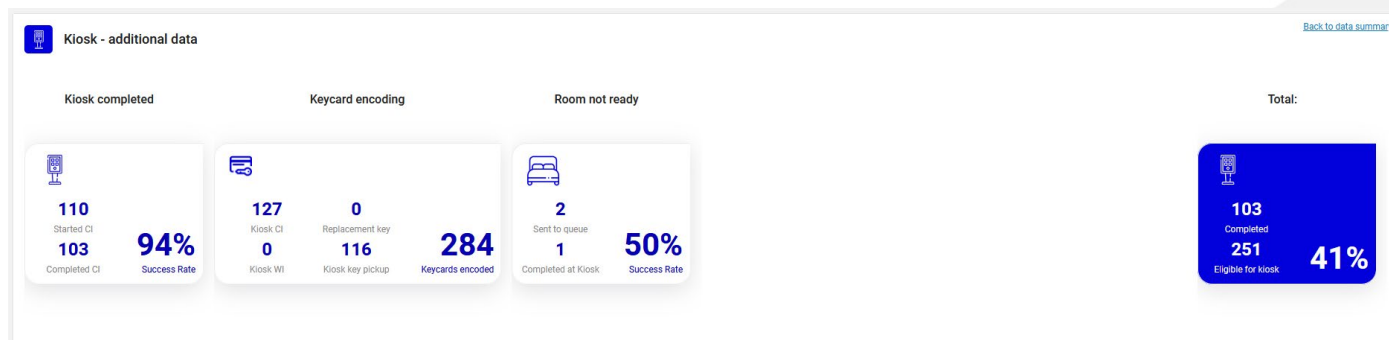 Kiosk - additional data
Back to data summar
Kiosk completed
Keycard encoding
Room not ready
Total:
110
Started CI
103
Completed CI
94%
Success Rate
127
Kiosk CI
0
Replacement key
0
Kiosk WI
116
Kiosk key pickup
284
Keycards encoded
2
Sent to queue
1
Completed at Kiosk
50%
Success Rate
103
Completed
251
Eligible for kiosk
41%